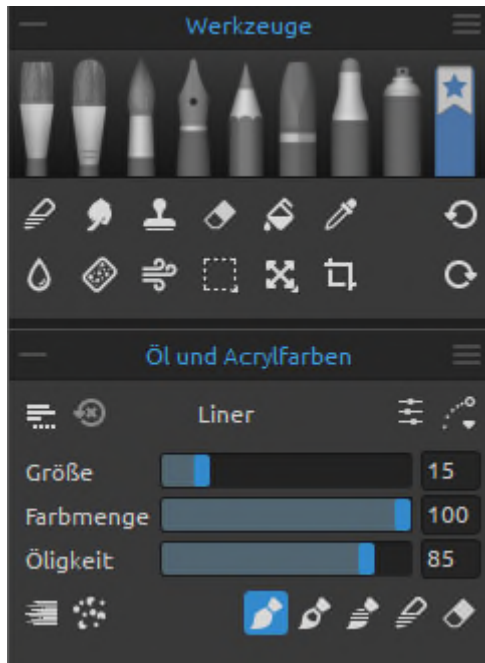 Werkzeuge
Öl und Acrylfarben
Liner
Größe 15
Farbmenge 100
Öligkeit 85